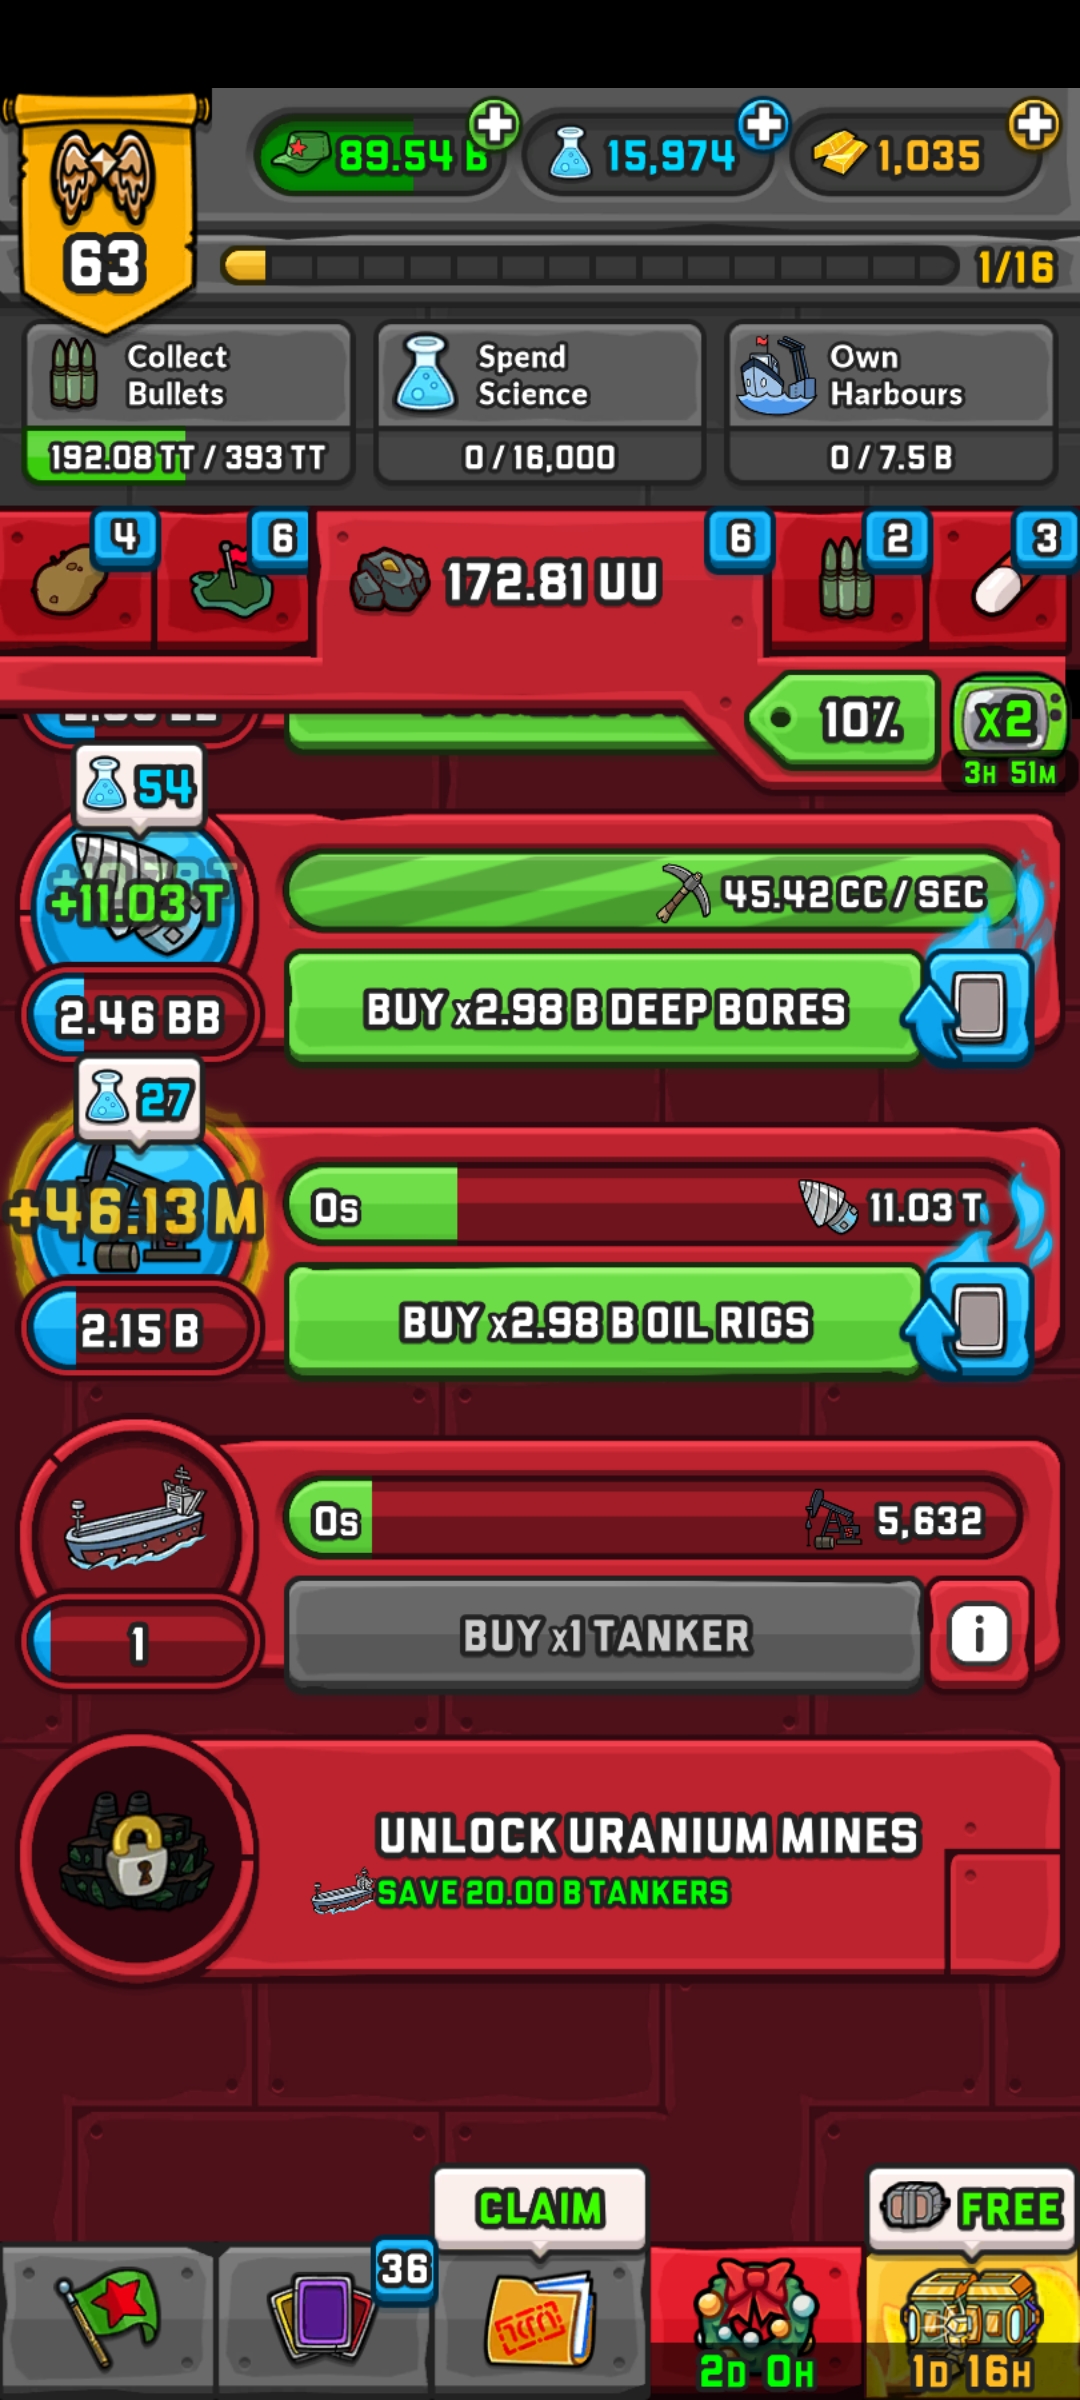 89.54 B
15,974
1,035
63
1/16
Collect
Bullets
192.08 TT / 393 TT
Spend
Science
0 / 16,000
Own
Harbours
0 / 7.5 B
4
6
172.81 UU
6
2
3
10%
x2
3H 51M
54
+11.03 T
45.42 CC / SEC
2.46 BB
BUY x2.98 B DEEP BORES
27
+46.13 M
0s
11.03 T
2.15 B
BUY x2.98 B OIL RIGS
0s
5,632
1
BUY x1 TANKER
i
UNLOCK URANIUM MINES
SAVE 20.00 B TANKERS
CLAIM
FREE
36
2D 0H
1D 16H